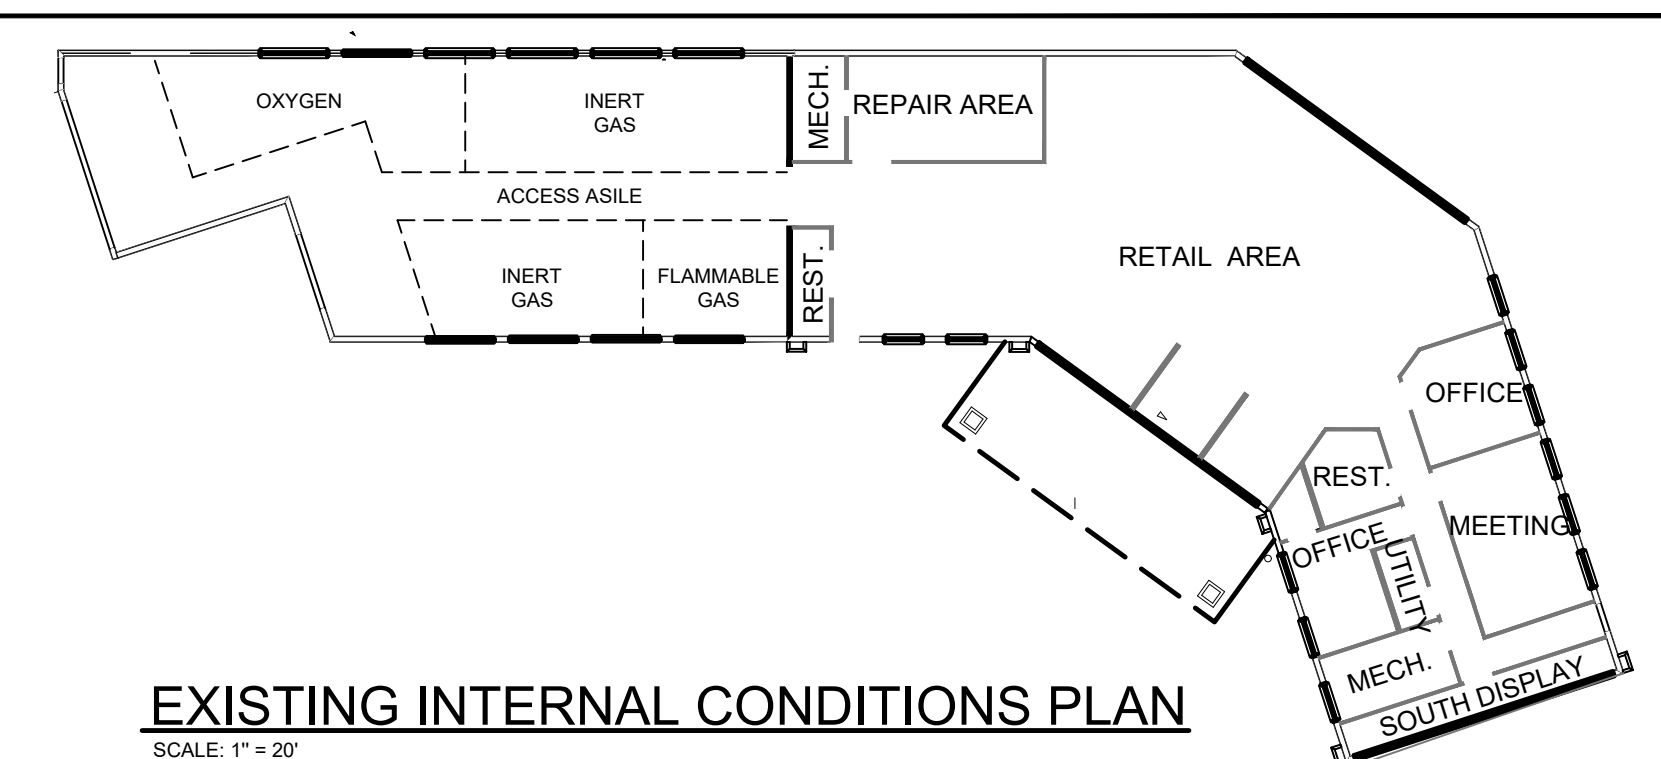 OXYGEN
INERT
GAS
MECH.
REPAIR AREA
ACCESS ASILE
RETAIL AREA
INERT
GAS
FLAMMABLE
GAS
REST.
OFFICE
REST.
MEETING
OFFICE
UTILITY
MECH.
SOUTH DISPLAY
EXISTING INTERNAL CONDITIONS PLAN
SCALE: 1" = 20'